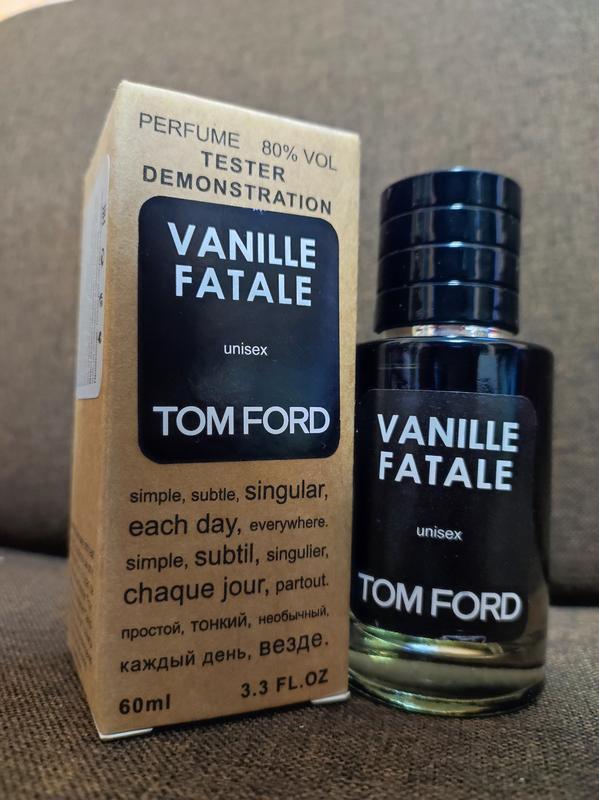 PERFUME 80% VOL
TESTER
DEMONSTRATION
VANILLE
FATALE
unisex
TOM FORD
simple, subtle, singular,
each day, everywhere.
simple, subtil, singulier,
chaque jour, partout.
простой, тонкий, необычный,
каждый день, везде.
60ml 3.3 FL.OZ
VANILLE
FATALE
unisex
TOM FORD